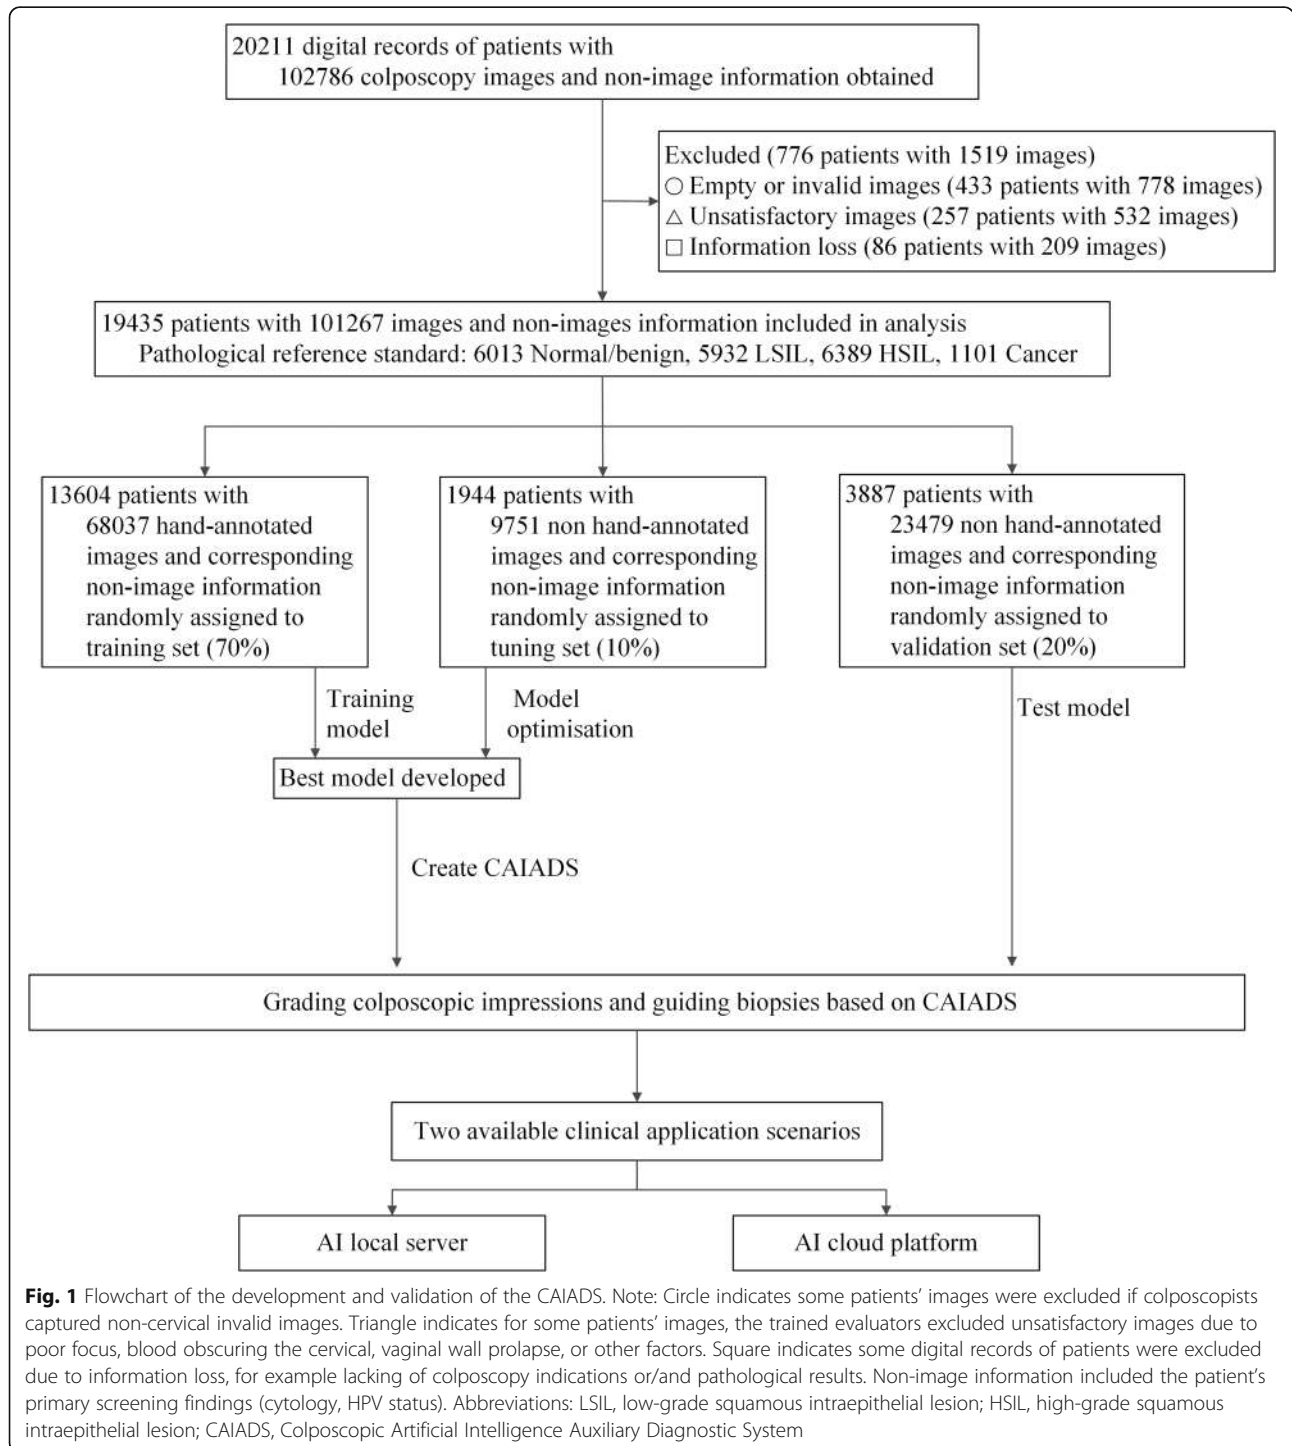 20211 digital records of patients with
102786 colposcopy images and non-image information obtained
Excluded (776 patients with 1519 images)
○ Empty or invalid images (433 patients with 778 images)
△ Unsatisfactory images (257 patients with 532 images)
□ Information loss (86 patients with 209 images)
19435 patients with 101267 images and non-images information included in analysis
Pathological reference standard: 6013 Normal/benign, 5932 LSIL, 6389 HSIL, 1101 Cancer
13604 patients with
68037 hand-annotated
images and corresponding
non-image information
randomly assigned to
training set (70%)
1944 patients with
9751 non hand-annotated
images and corresponding
non-image information
randomly assigned to
tuning set (10%)
3887 patients with
23479 non hand-annotated
images and corresponding
non-image information
randomly assigned to
validation set (20%)
Training
model
Model
optimisation
Test model
Best model developed
Create CAIADS
Grading colposcopic impressions and guiding biopsies based on CAIADS
Two available clinical application scenarios
AI local server
AI cloud platform
Fig. 1 Flowchart of the development and validation of the CAIADS. Note: Circle indicates some patients' images were excluded if colposcopists
captured non-cervical invalid images. Triangle indicates for some patients' images, the trained evaluators excluded unsatisfactory images due to
poor focus, blood obscuring the cervical, vaginal wall prolapse, or other factors. Square indicates some digital records of patients were excluded
due to information loss, for example lacking of colposcopy indications or/and pathological results. Non-image information included the patient's
primary screening findings (cytology, HPV status). Abbreviations: LSIL, low-grade squamous intraepithelial lesion; HSIL, high-grade squamous
intraepithelial lesion; CAIADS, Colposcopic Artificial Intelligence Auxiliary Diagnostic System